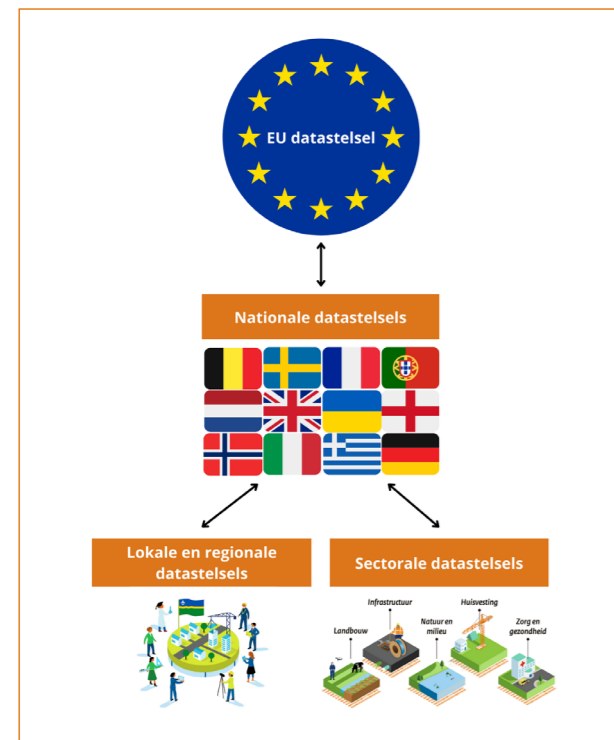 EU datastelsel
Nationale datastelsels
Lokale en regionale
datastelsels
Sectorale datastelsels
Infrastructuur
Huisvesting
Landbouw
Natuur en
milieu
Zorg en
gezondheid